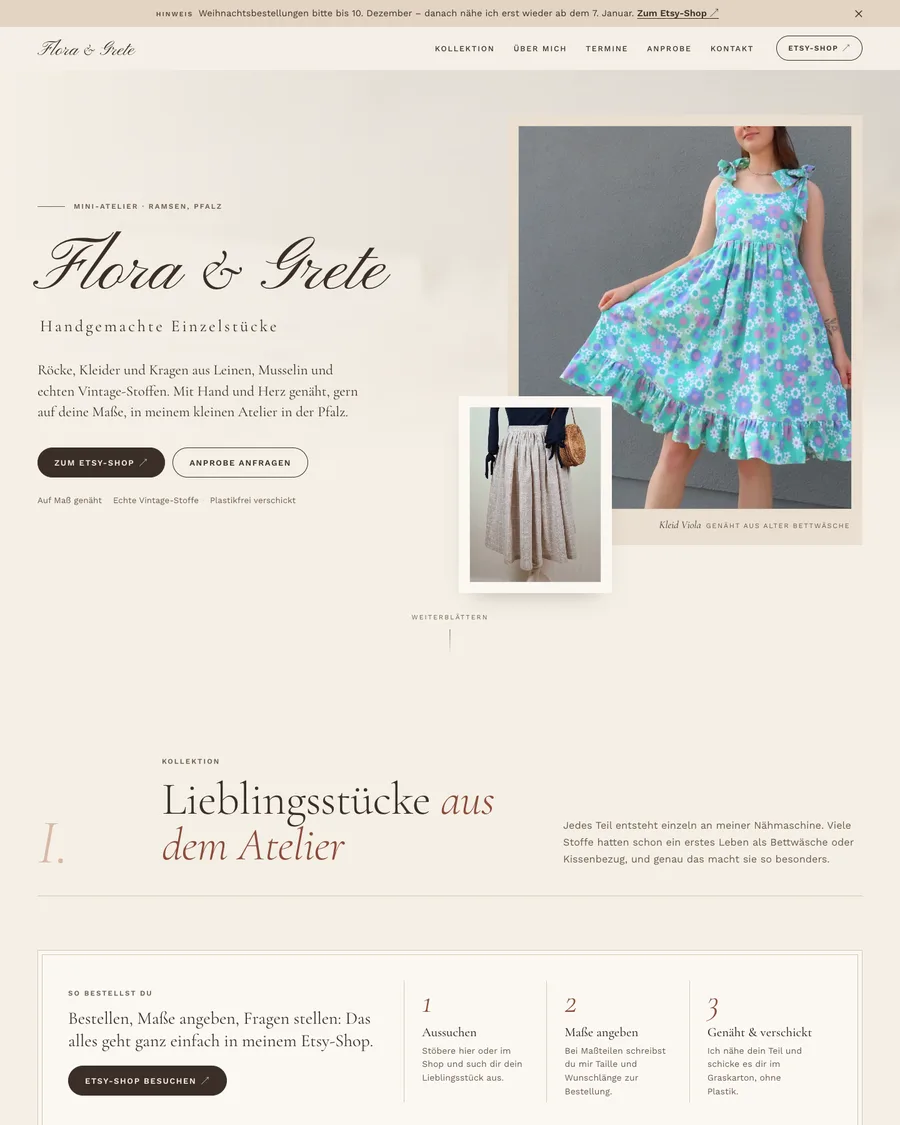 HINWEIS Weihnachtsbestellungen bitte bis 10. Dezember – danach nähe ich erst wieder ab dem 7. Januar. Zum Etsy-Shop ↗ ×
Flora & Grete KOLLEKTION ÜBER MICH TERMINE ANPROBE KONTAKT ETSY-SHOP ↗
MINI-ATELIER · RAMSEN, PFALZ
Flora & Grete
Handgemachte Einzelstücke
Röcke, Kleider und Kragen aus Leinen, Musselin und
echten Vintage-Stoffen. Mit Hand und Herz genäht, gern
auf deine Maße, in meinem kleinen Atelier in der Pfalz.
ZUM ETSY-SHOP ↗ ANPROBE ANFRAGEN
Auf Maß genäht Echte Vintage-Stoffe Plastikfrei verschickt
Kleid Viola GENÄHT AUS ALTER BETTWÄSCHE
WEITERBLÄTTERN
KOLLEKTION
I.
Lieblingsstücke aus
dem Atelier
Jedes Teil entsteht einzeln an meiner Nähmaschine. Viele
Stoffe hatten schon ein erstes Leben als Bettwäsche oder
Kissenbezug, und genau das macht sie so besonders.
SO BESTELLST DU
Bestellen, Maße angeben, Fragen stellen: Das
alles geht ganz einfach in meinem Etsy-Shop.
ETSY-SHOP BESUCHEN ↗
1
Aussuchen
Stöbere hier oder im
Shop und such dir dein
Lieblingsstück aus.
2
Maße angeben
Bei Maßteilen schreibst
du mir Taille und
Wunschlänge zur
Bestellung.
3
Genäht & verschickt
Ich nähe dein Teil und
schicke es dir im
Graskarton, ohne
Plastik.